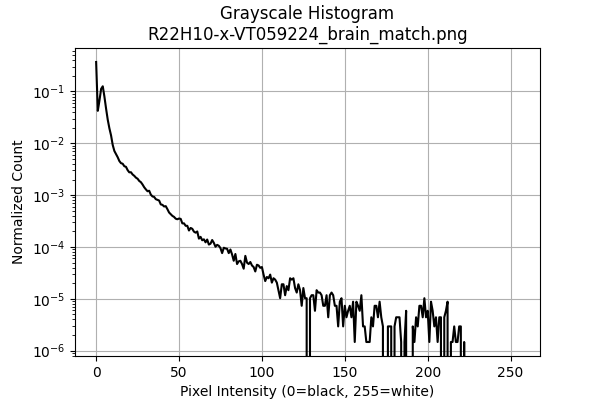 Grayscale Histogram
R22H10-x-VT059224_brain_match.png
Normalized Count
10⁻¹
10⁻²
10⁻³
10⁻⁴
10⁻⁵
10⁻⁶
0 50 100 150 200 250
Pixel Intensity (0=black, 255=white)